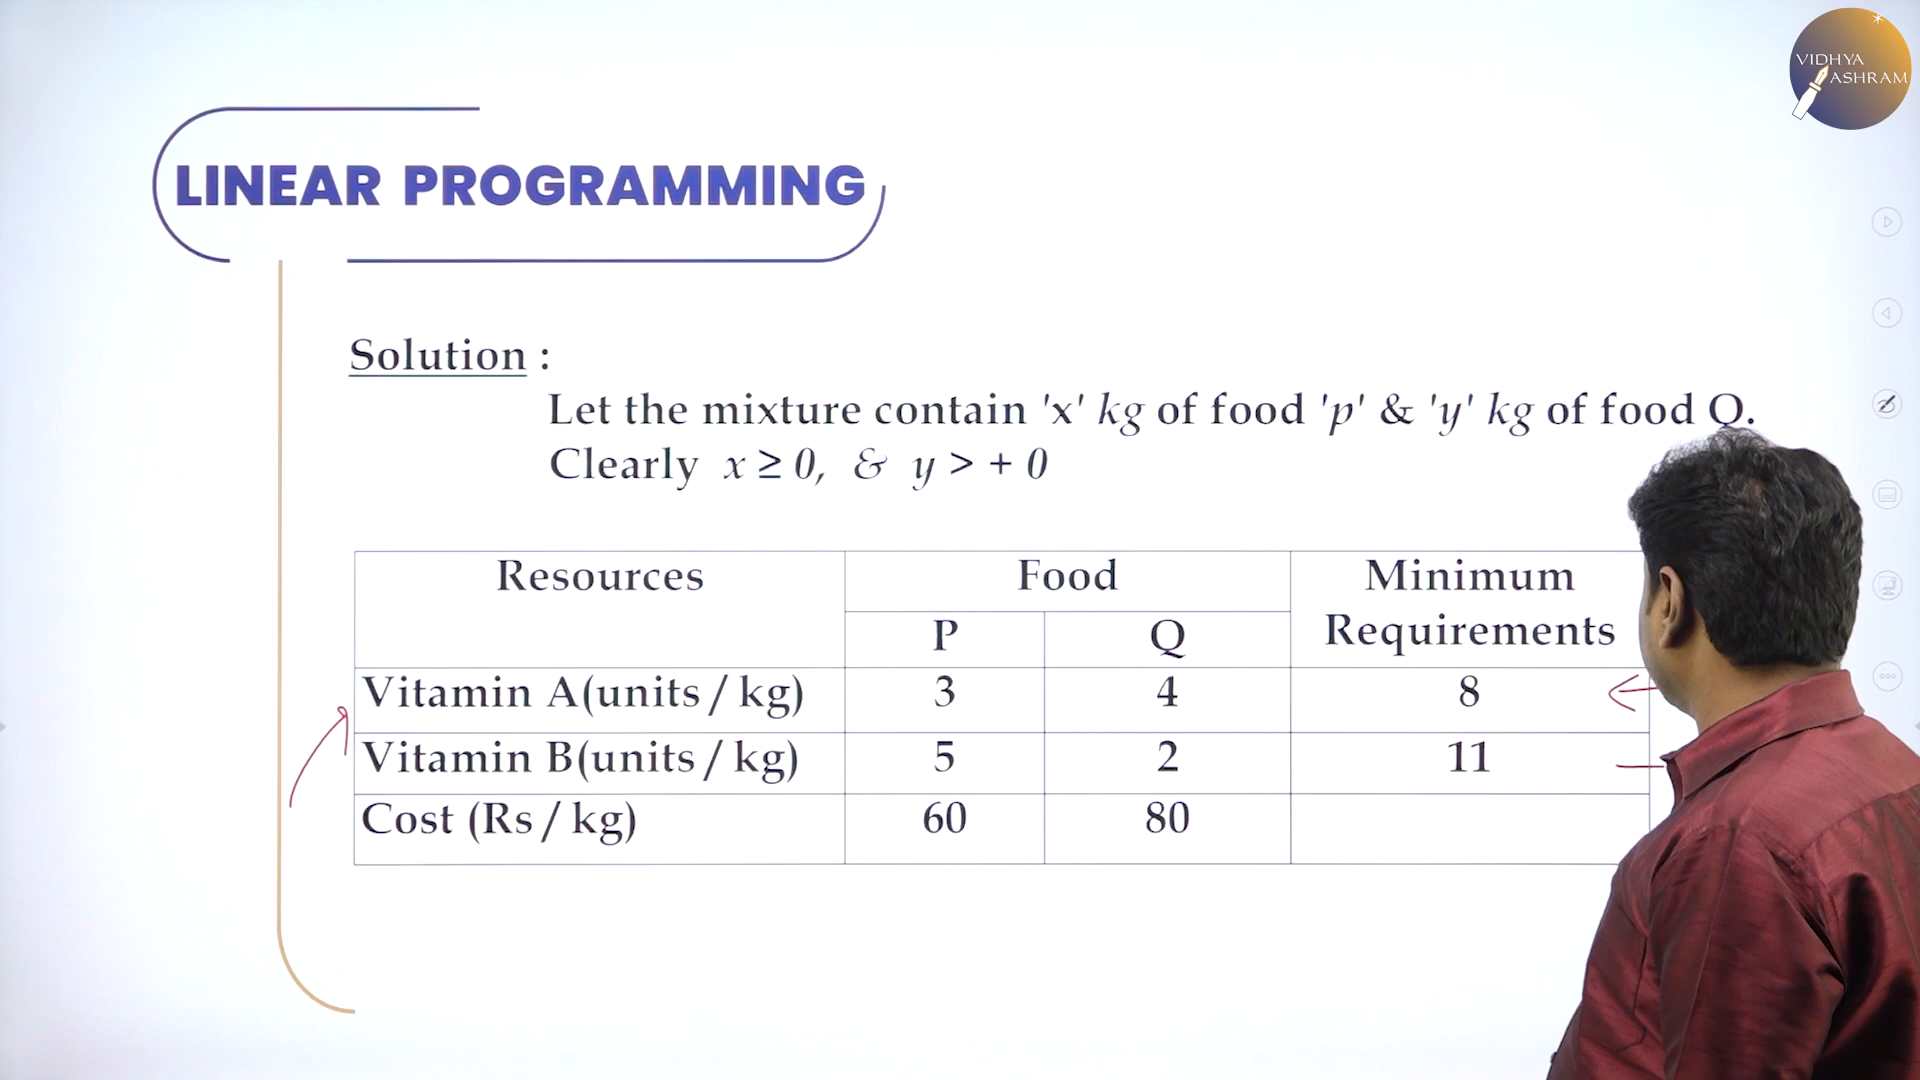 VIDHYA
ASHRAM
LINEAR PROGRAMMING
Solution :
Let the mixture contain 'x' kg of food 'p' & 'y' kg of food Q.
Clearly x ≥ 0, & y > + 0
Resources Food Minimum Requirements
P Q
Vitamin A(units / kg) 3 4 8
Vitamin B(units / kg) 5 2 11
Cost (Rs / kg) 60 80